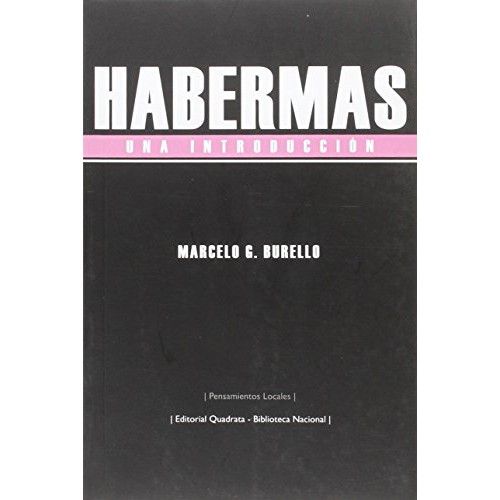 HABERMAS
UNA INTRODUCCIÓN
MARCELO G. BURELLO
| Pensamientos Locales |
| Editorial Quadrata - Biblioteca Nacional |